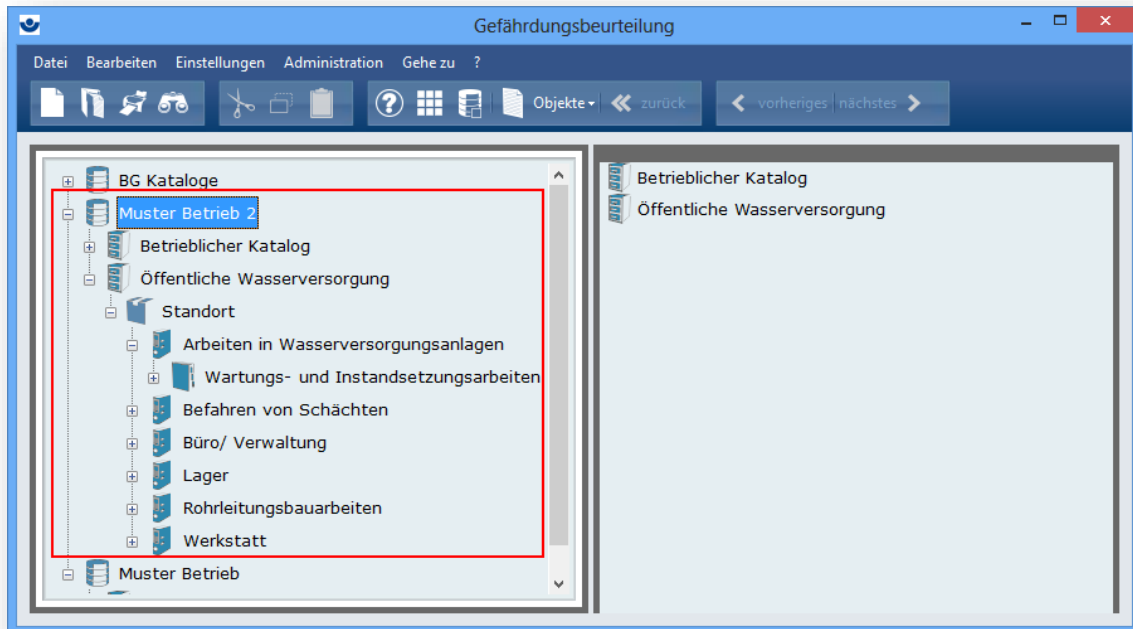 Gefährdungsbeurteilung
Datei Bearbeiten Einstellungen Administration Gehe zu ?
Objekte zurück vorheriges nächstes
BG Kataloge
Muster Betrieb 2
Betrieblicher Katalog
Öffentliche Wasserversorgung
Standort
Arbeiten in Wasserversorgungsanlagen
Wartungs- und Instandsetzungsarbeiten
Befahren von Schächten
Büro/ Verwaltung
Lager
Rohrleitungsbauarbeiten
Werkstatt
Muster Betrieb
Betrieblicher Katalog
Öffentliche Wasserversorgung